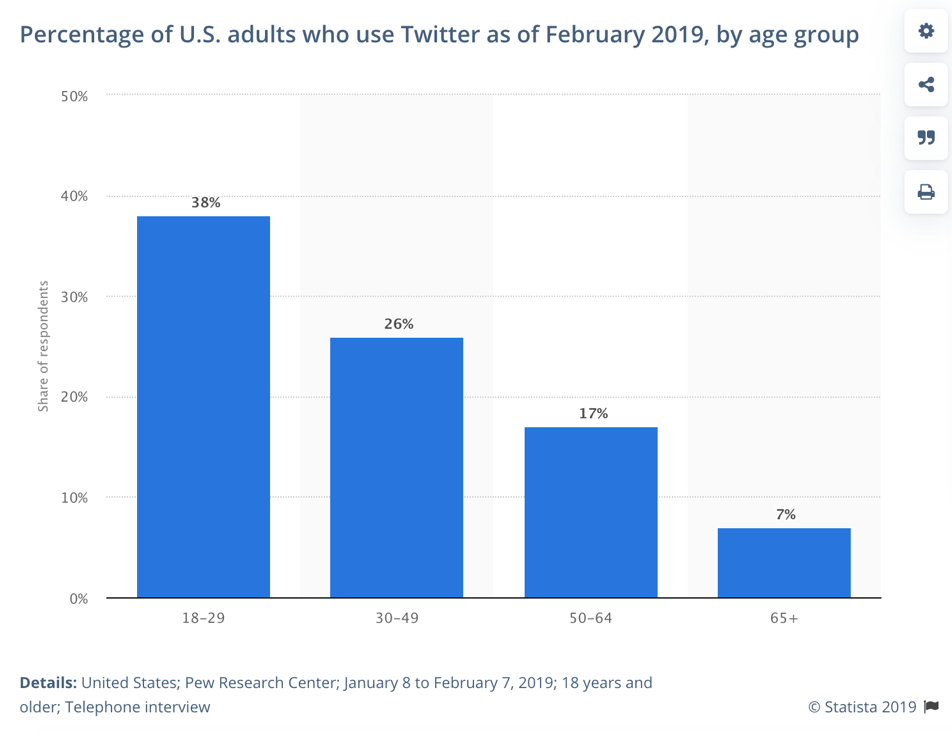 Percentage of U.S. adults who use Twitter as of February 2019, by age group
50%
40%
30%
20%
10%
0%
Share of respondents
38%
26%
17%
7%
18–29
30–49
50–64
65+
Details: United States; Pew Research Center; January 8 to February 7, 2019; 18 years and
older; Telephone interview
© Statista 2019